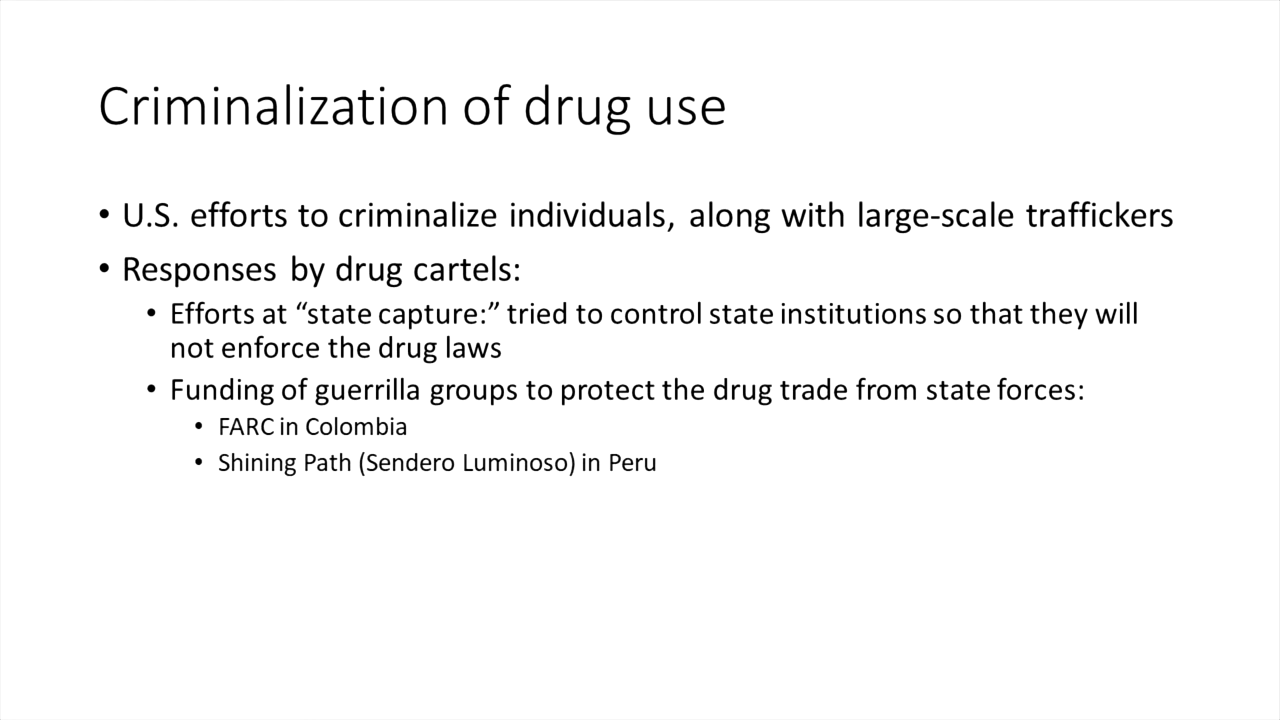 Criminalization of drug use
• U.S. efforts to criminalize individuals, along with large-scale traffickers
• Responses by drug cartels:
• Efforts at “state capture:” tried to control state institutions so that they will
not enforce the drug laws
• Funding of guerrilla groups to protect the drug trade from state forces:
• FARC in Colombia
• Shining Path (Sendero Luminoso) in Peru